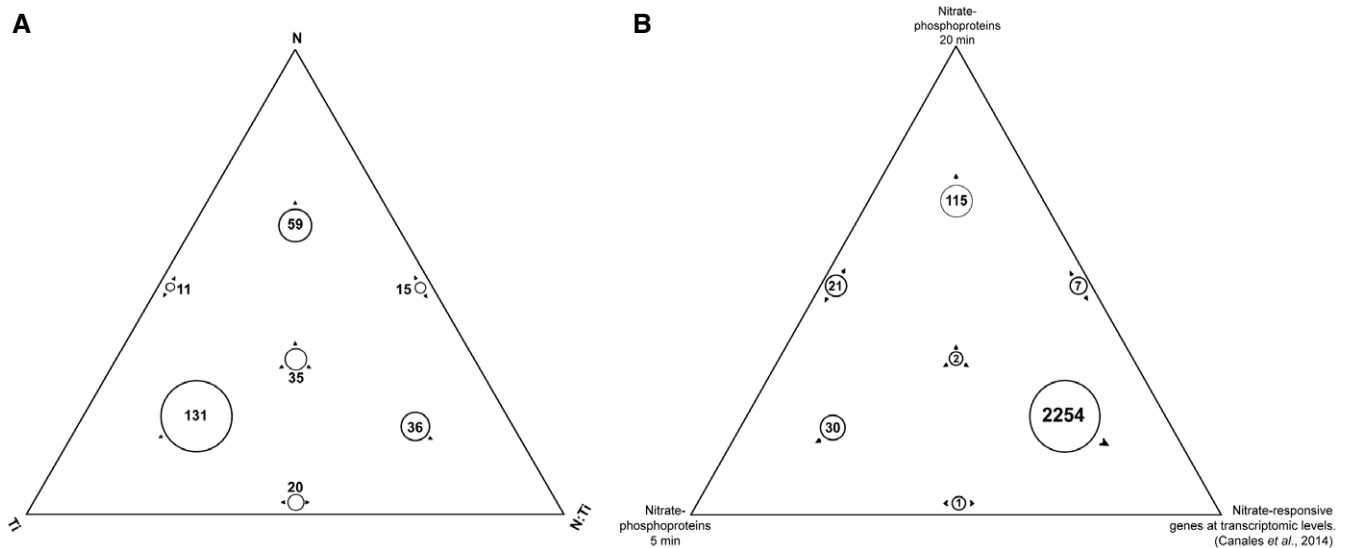 A
N
59
11
15
35
131
36
20
Ti
N:Ti
B
Nitrate-
phosphoproteins
20 min
115
21
7
2
30
2254
1
Nitrate-
phosphoproteins
5 min
Nitrate-responsive
genes at transcriptomic levels.
(Canales et al., 2014)